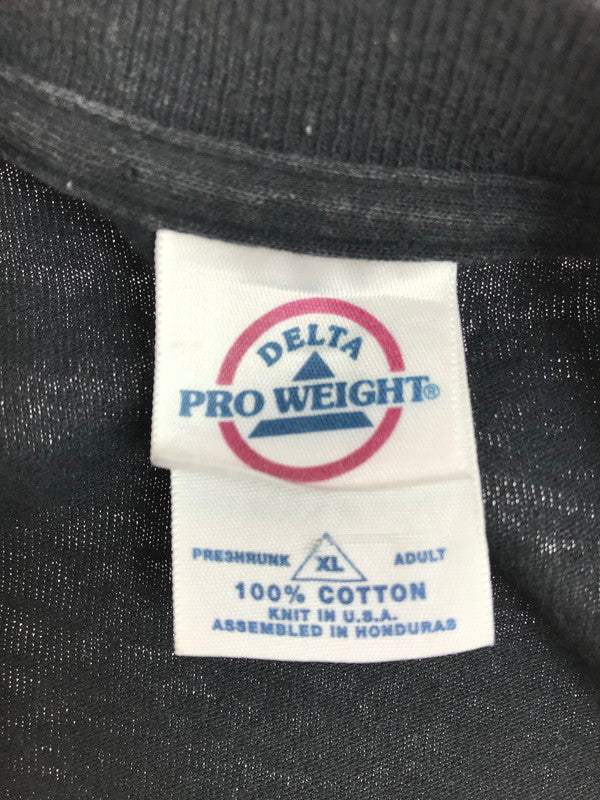 DELTA
PRO WEIGHT®
PRESHRUNK XL ADULT
100% COTTON
KNIT IN U.S.A.
ASSEMBLED IN HONDURAS